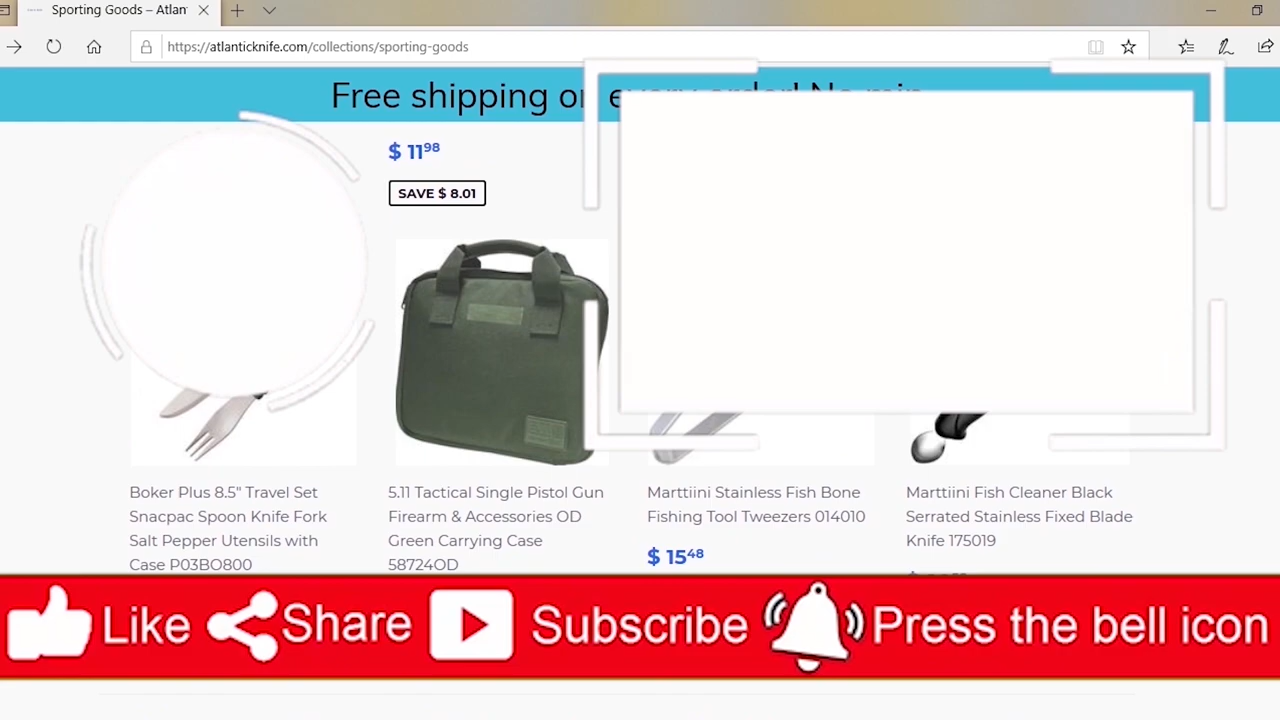 Sporting Goods – Atlan
https://atlanticknife.com/collections/sporting-goods
Free shipping on every order! No min
$ 11 98
SAVE $ 8.01
Boker Plus 8.5" Travel Set
Snacpac Spoon Knife Fork
Salt Pepper Utensils with
Case P03BO800
5.11 Tactical Single Pistol Gun
Firearm & Accessories OD
Green Carrying Case
58724OD
Marttiini Stainless Fish Bone
Fishing Tool Tweezers 014010
$ 15 48
Marttiini Fish Cleaner Black
Serrated Stainless Fixed Blade
Knife 175019
Like Share Subscribe Press the bell icon